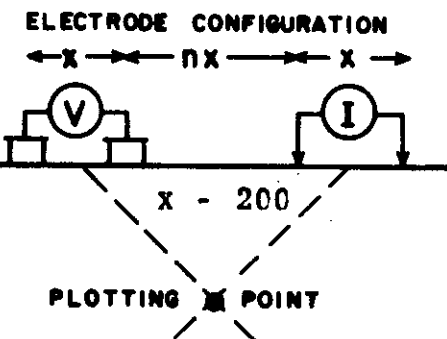 ELECTRODE CONFIGURATION
x nx x
V I
x - 200
PLOTTING POINT